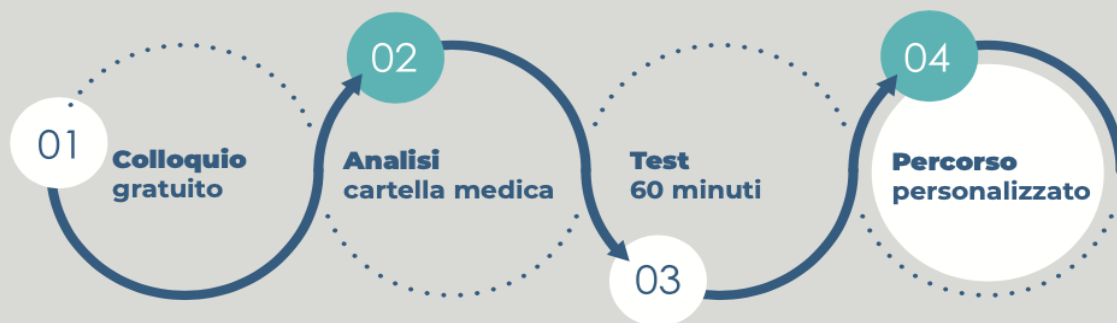 01
Colloquio
gratuito
02
Analisi
cartella medica
03
Test
60 minuti
04
Percorso
personalizzato